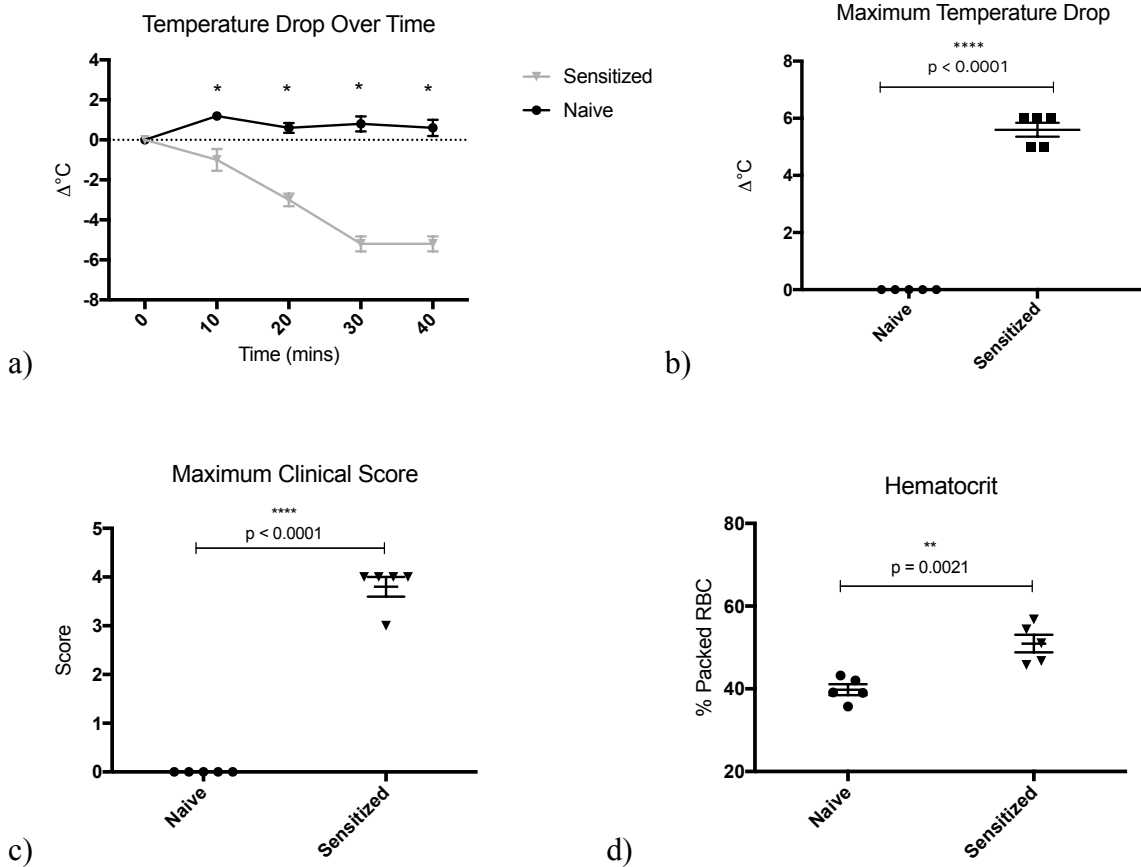 Temperature Drop Over Time
4
2
0
-2
-4
-6
-8
Δ°C
* * * *
0 10 20 30 40
Time (mins)
Sensitized
Naive
a)
Maximum Temperature Drop
****
p < 0.0001
8
6
4
2
0
Δ°C
Naive Sensitized
b)
Maximum Clinical Score
****
p < 0.0001
5
4
3
2
1
0
Score
Naive Sensitized
c)
Hematocrit
**
p = 0.0021
80
60
40
20
% Packed RBC
Naive Sensitized
d)